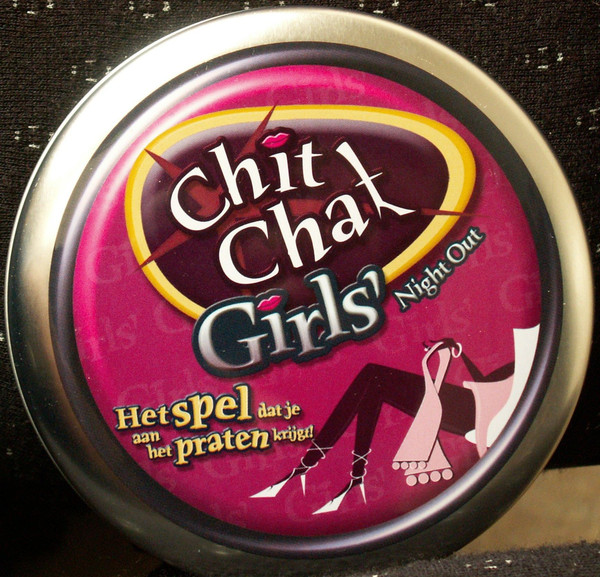 Chit
Chat
Girls'
Night Out
Het spel dat je
aan
het praten krijgt!